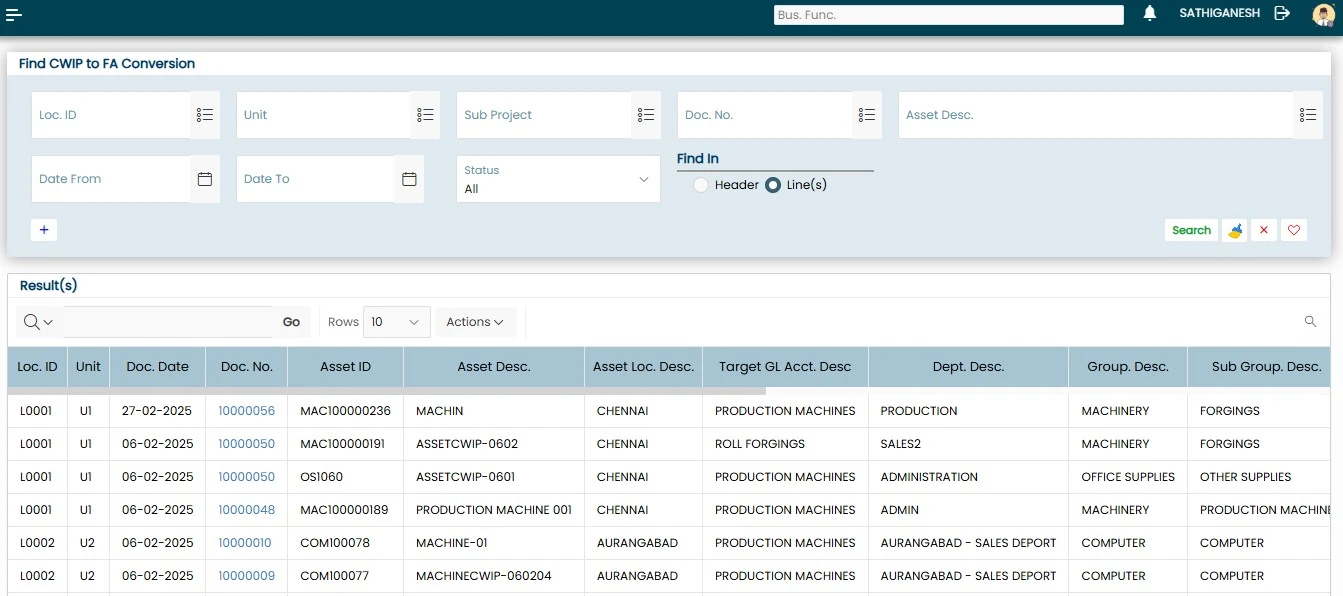 Bus. Func. SATHIGANESH
Find CWIP to FA Conversion
Loc. ID Unit Sub Project Doc. No. Asset Desc.
Find In
Date From Date To Status
All
Header Line(s)
+ Search
Result(s)
Go Rows 10 Actions
Loc. ID Unit Doc. Date Doc. No. Asset ID Asset Desc. Asset Loc. Desc. Target GL Acct. Desc Dept. Desc. Group. Desc. Sub Group. Desc.
L0001 U1 27-02-2025 10000056 MAC100000236 MACHIN CHENNAI PRODUCTION MACHINES PRODUCTION MACHINERY FORGINGS
L0001 U1 06-02-2025 10000050 MAC100000191 ASSETCWIP-0602 CHENNAI ROLL FORGINGS SALES2 MACHINERY FORGINGS
L0001 U1 06-02-2025 10000050 OS1060 ASSETCWIP-0601 CHENNAI PRODUCTION MACHINES ADMINISTRATION OFFICE SUPPLIES OTHER SUPPLIES
L0001 U1 06-02-2025 10000048 MAC100000189 PRODUCTION MACHINE 001 CHENNAI PRODUCTION MACHINES ADMIN MACHINERY PRODUCTION MACHINE
L0002 U2 06-02-2025 10000010 COM100078 MACHINE-01 AURANGABAD PRODUCTION MACHINES AURANGABAD - SALES DEPORT COMPUTER COMPUTER
L0002 U2 06-02-2025 10000009 COM100077 MACHINECWIP-060204 AURANGABAD PRODUCTION MACHINES AURANGABAD - SALES DEPORT COMPUTER COMPUTER